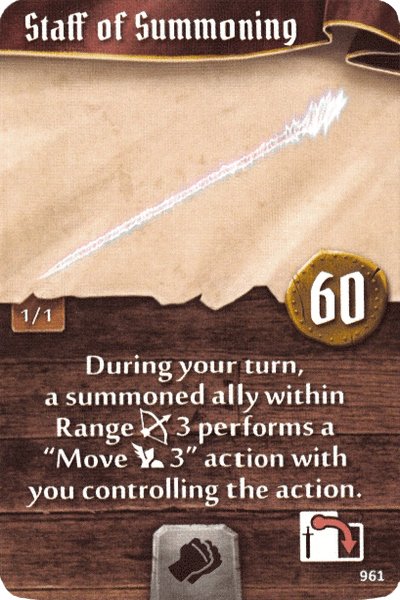 Staff of Summoning
60
1/1
During your turn,
a summoned ally within
Range 3 performs a
“Move 3” action with
you controlling the action.
961